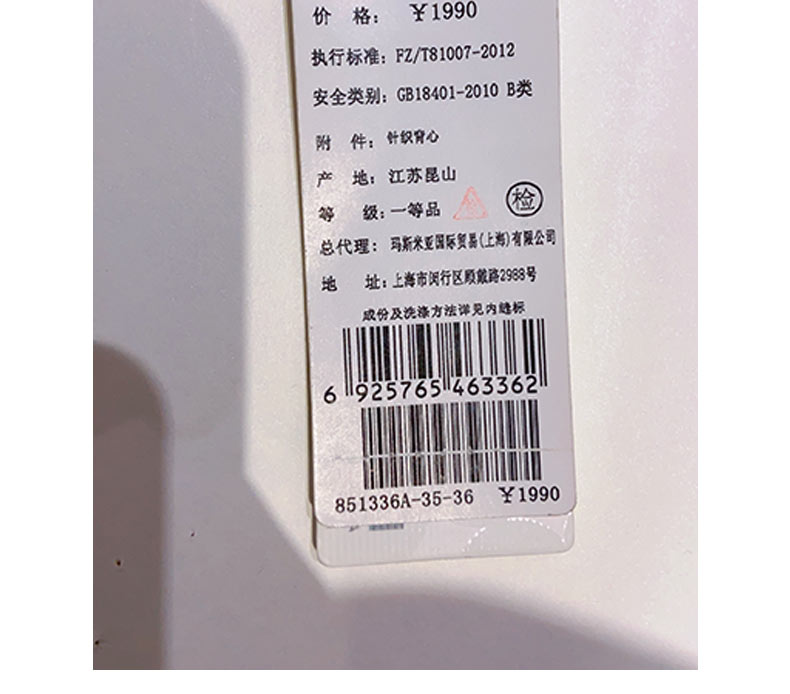 价 格: ¥1990
执行标准: FZ/T81007-2012
安全类别: GB18401-2010 B类
附 件: 针织背心
产 地: 江苏昆山
等 级: 一等品 检
总代理: 玛斯米亚国际贸易(上海)有限公司
地 址: 上海市闵行区顾戴路2988号
成份及洗涤方法详见内缝标
6 925765 463362
851336A-35-36 ¥1990